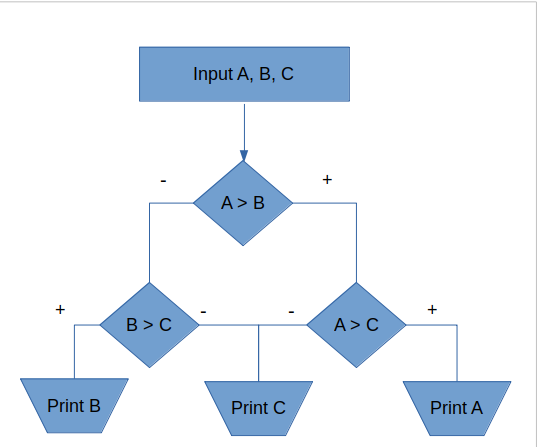 Input A, B, C
- +
A > B
+ - - +
B > C
A > C
Print B
Print C
Print A